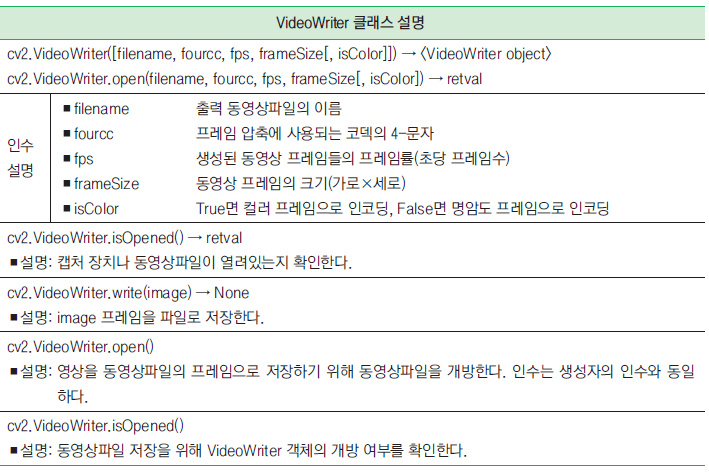 VideoWriter 클래스 설명
cv2.VideoWriter([filename, fourcc, fps, frameSize[, isColor]]) → 〈VideoWriter object〉
cv2.VideoWriter.open(filename, fourcc, fps, frameSize[, isColor]) → retval
인수
설명
■ filename 출력 동영상파일의 이름
■ fourcc 프레임 압축에 사용되는 코덱의 4-문자
■ fps 생성된 동영상 프레임들의 프레임률(초당 프레임수)
■ frameSize 동영상 프레임의 크기(가로×세로)
■ isColor True면 컬러 프레임으로 인코딩, False면 명암도 프레임으로 인코딩
cv2.VideoWriter.isOpened() → retval
■ 설명: 캡처 장치나 동영상파일이 열려있는지 확인한다.
cv2.VideoWriter.write(image) → None
■ 설명: image 프레임을 파일로 저장한다.
cv2.VideoWriter.open()
■ 설명: 영상을 동영상파일의 프레임으로 저장하기 위해 동영상파일을 개방한다. 인수는 생성자의 인수와 동일
하다.
cv2.VideoWriter.isOpened()
■ 설명: 동영상파일 저장을 위해 VideoWriter 객체의 개방 여부를 확인한다.